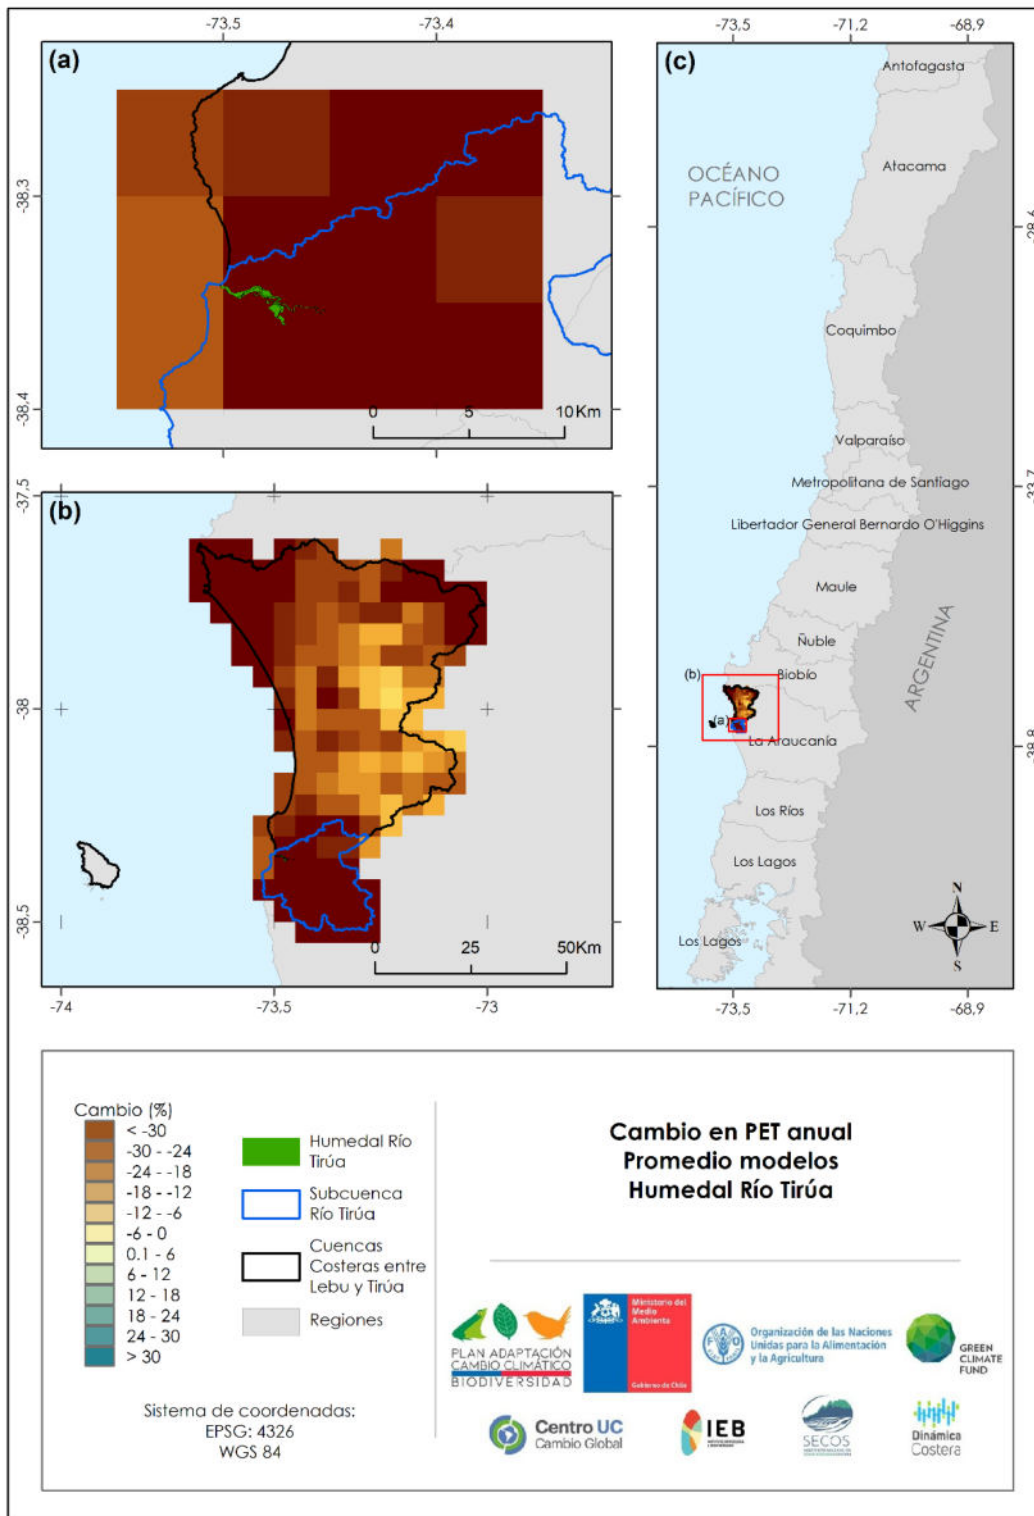 -73.5
-73.4
(a)
-38.3
-38.4
0
5
10Km
-37.5
(b)
-38
-38.5
0
25
50Km
-74
-73.5
-73
-73.5
-71,2
-68,9
(c)
Antofagasta
OCÉANO
PACÍFICO
Atacama
-28,6
Coquimbo
Valparaíso
Metropolitana de Santiago
-33,7
Libertador General Bernardo O'Higgins
Maule
Ñuble
ARGENTINA
(b)
Biobío
(a)
La Araucanía
-38,8
Los Ríos
Los Lagos
N
W
E
S
Los Lagos
-73.5
-71,2
-68,9
Cambio (%)
< -30
-30 - -24
-24 - -18
-18 - -12
-12 - -6
-6 - 0
0.1 - 6
6 - 12
12 - 18
18 - 24
24 - 30
> 30
Humedal Río
Tirúa
Subcuenca
Río Tirúa
Cuencas
Costeras entre
Lebu y Tirúa
Regiones
Sistema de coordenadas:
EPSG: 4326
WGS 84
Cambio en PET anual
Promedio modelos
Humedal Río Tirúa
PLAN ADAPTACIÓN
CAMBIO CLIMÁTICO
BIODIVERSIDAD
Ministerio del
Medio
Ambiente
Gobierno de Chile
FAO
Organización de las Naciones
Unidas para la Alimentación
y la Agricultura
GREEN
CLIMATE
FUND
Centro UC
Cambio Global
IEB
SECOS
Dinámica
Costera